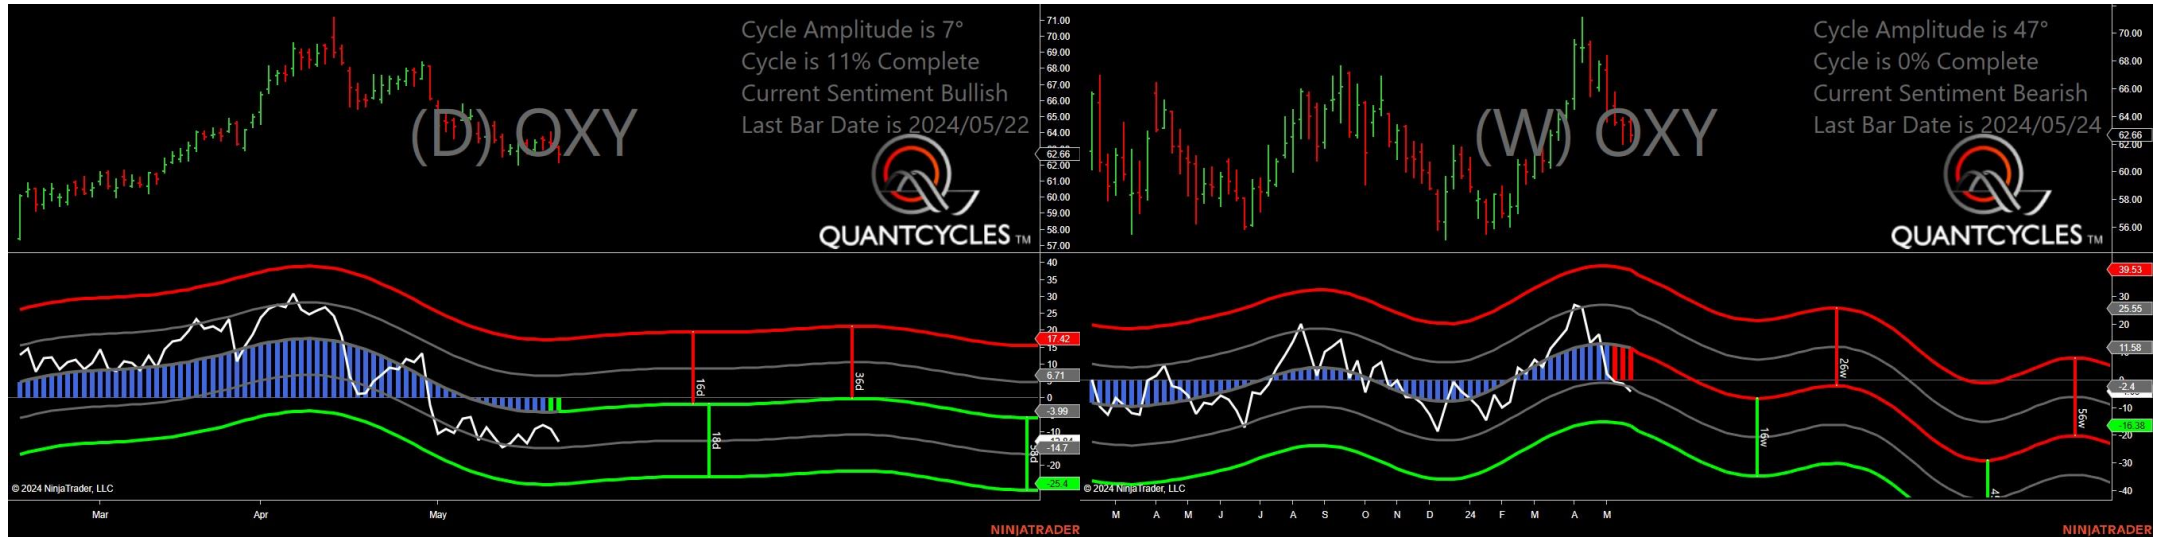 Cycle Amplitude is 7°
Cycle is 11% Complete
Current Sentiment Bullish
Last Bar Date is 2024/05/22
(D) OXY
QUANTCYCLES TM
71.00
70.00
69.00
68.00
67.00
66.00
65.00
64.00
62.66
62.00
61.00
60.00
59.00
58.00
57.00
40
35
30
25
20
17.42
15
10
6.71
0
-3.99
-10
-14.7
-20
-25.4
16d
18d
36d
© 2024 NinjaTrader, LLC
Mar Apr May
NINJATRADER
Cycle Amplitude is 47°
Cycle is 0% Complete
Current Sentiment Bearish
Last Bar Date is 2024/05/24
(W) OXY
QUANTCYCLES TM
70.00
68.00
66.00
64.00
62.66
62.00
60.00
58.00
56.00
39.53
30
25.55
20
11.58
0
-2.4
-10
-16.38
-20
-30
-40
26w
16w
56w
© 2024 NinjaTrader, LLC
M A M J J A S O N D 24 F M A M
NINJATRADER